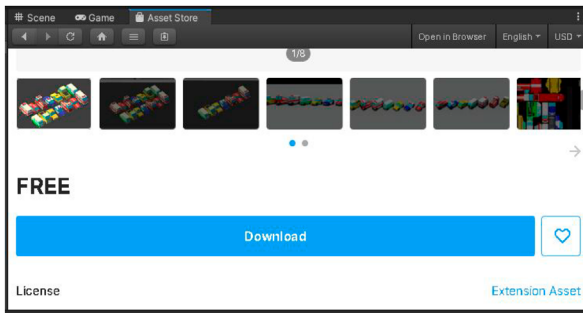 Scene Game Asset Store
Open in Browser English USD
1/8
FREE
Download
License Extension Asset